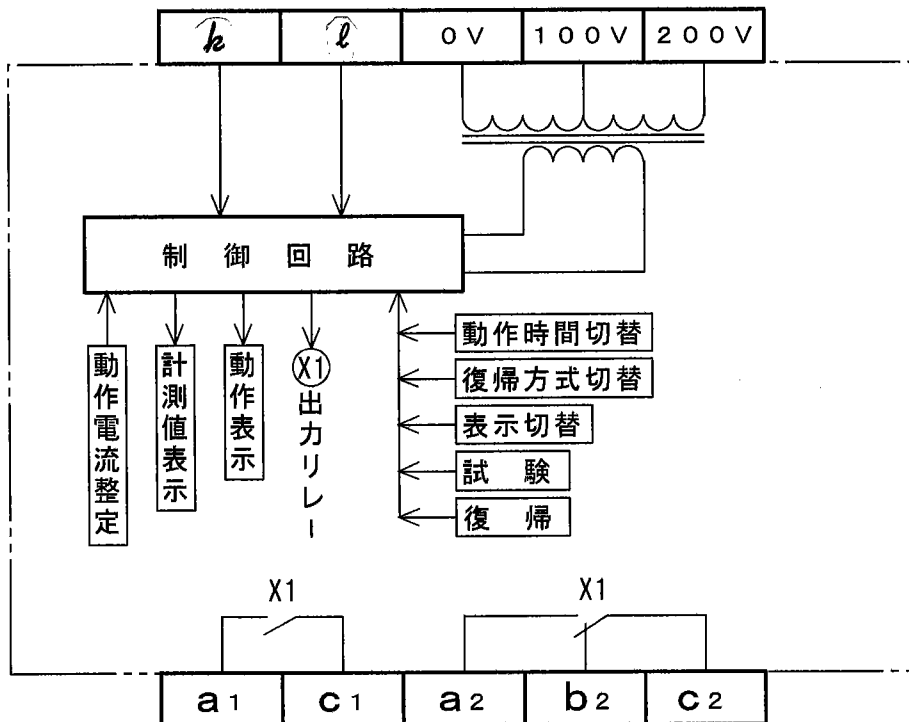 k l 0V 100V 200V
制御回路
動作電流整定
計測値表示
動作表示
X1
出力リレー
動作時間切替
復帰方式切替
表示切替
試験
復帰
X1 X1
a1 c1 a2 b2 c2